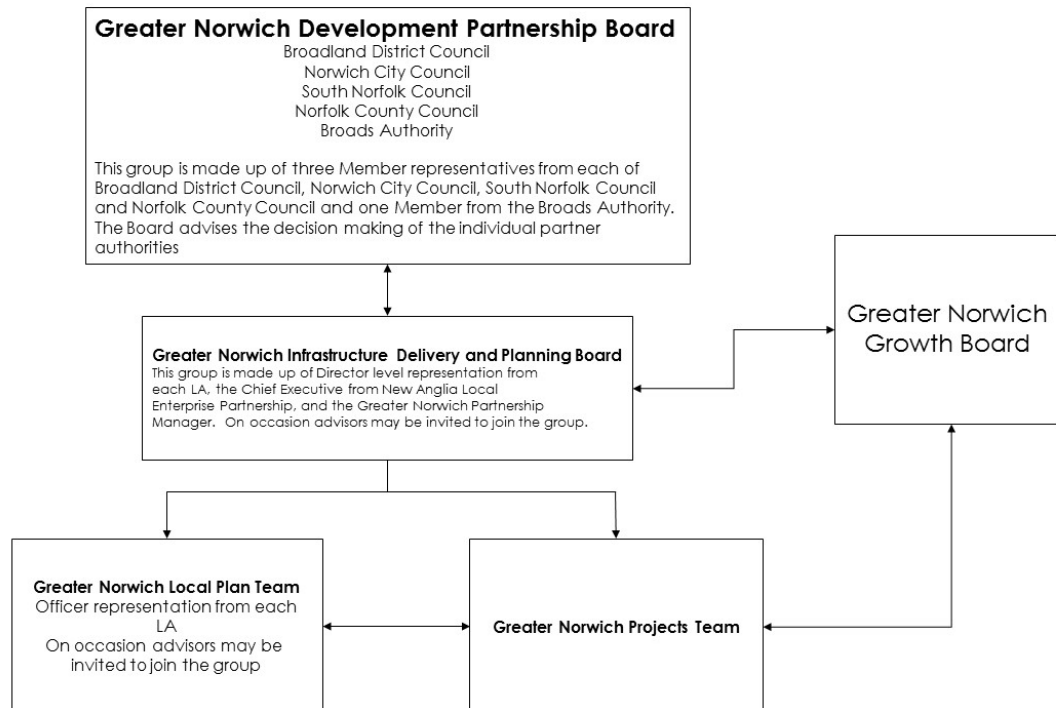 Greater Norwich Development Partnership Board
Broadland District Council
Norwich City Council
South Norfolk Council
Norfolk County Council
Broads Authority
This group is made up of three Member representatives from each of
Broadland District Council, Norwich City Council, South Norfolk Council
and Norfolk County Council and one Member from the Broads Authority.
The Board advises the decision making of the individual partner
authorities
Greater Norwich Infrastructure Delivery and Planning Board
This group is made up of Director level representation from
each LA, the Chief Executive from New Anglia Local
Enterprise Partnership, and the Greater Norwich Partnership
Manager. On occasion advisors may be invited to join the group.
Greater Norwich
Growth Board
Greater Norwich Local Plan Team
Officer representation from each
LA
On occasion advisors may be
invited to join the group
Greater Norwich Projects Team